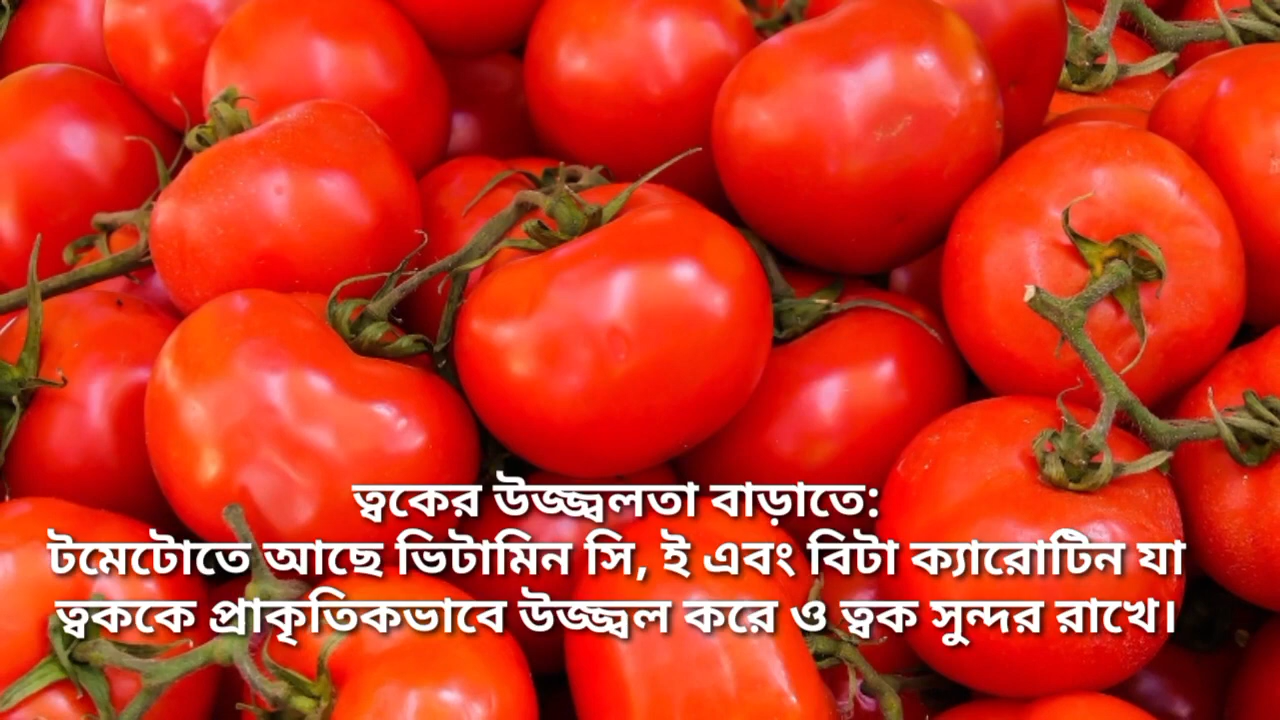 ত্বকের উজ্জ্বলতা বাড়াতে:
টমেটোতে আছে ভিটামিন সি, ই এবং বিটা ক্যারোটিন যা
ত্বককে প্রাকৃতিকভাবে উজ্জ্বল করে ও ত্বক সুন্দর রাখে।